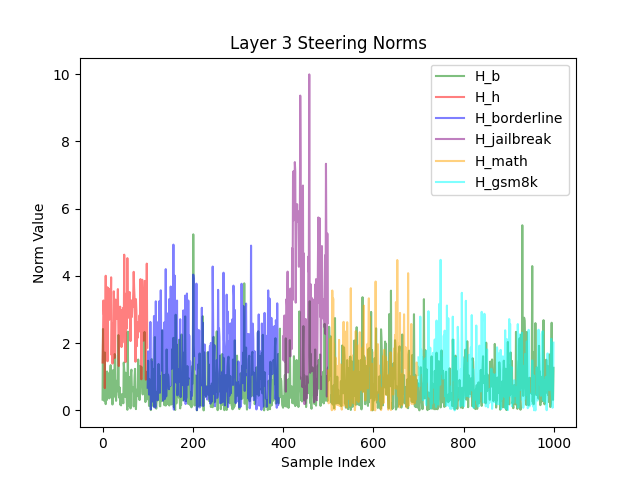 Layer 3 Steering Norms
Norm Value
10
8
6
4
2
0
H_b
H_h
H_borderline
H_jailbreak
H_math
H_gsm8k
0
200
400
600
800
1000
Sample Index